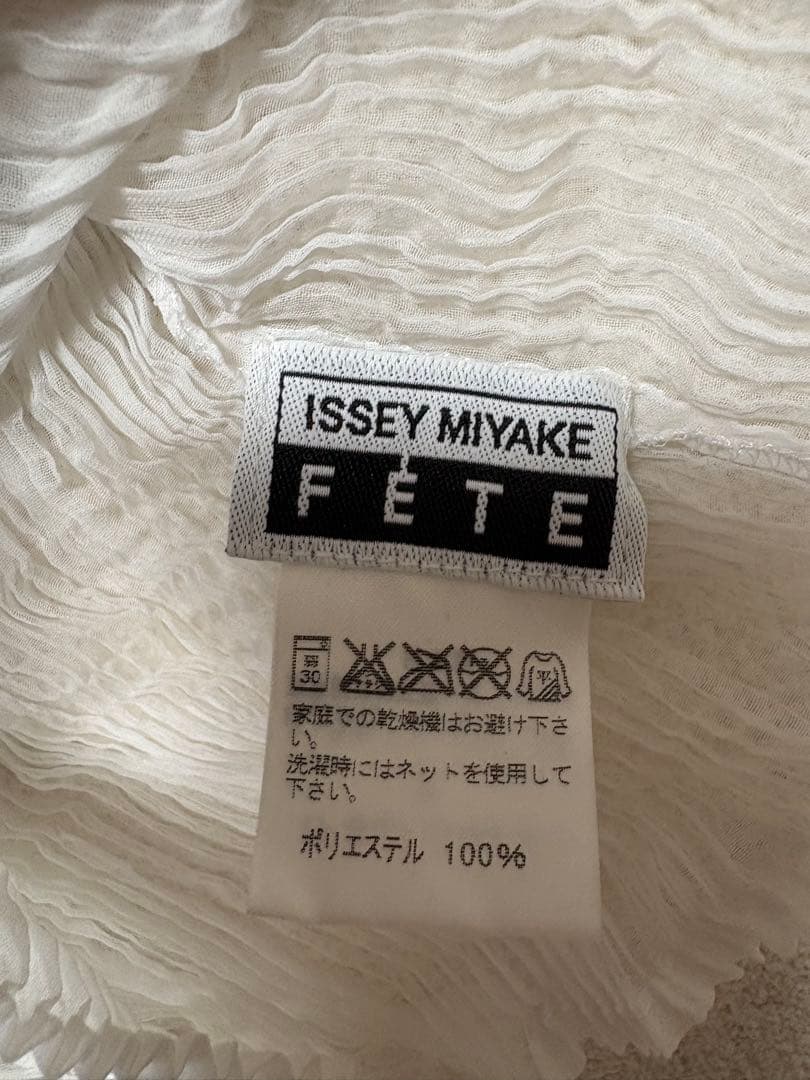 ISSEY MIYAKE
FÊTE
弱
30
平
家庭での乾燥機はお避け下さ
い。
洗濯時にはネットを使用して
下さい。
ポリエステル 100%